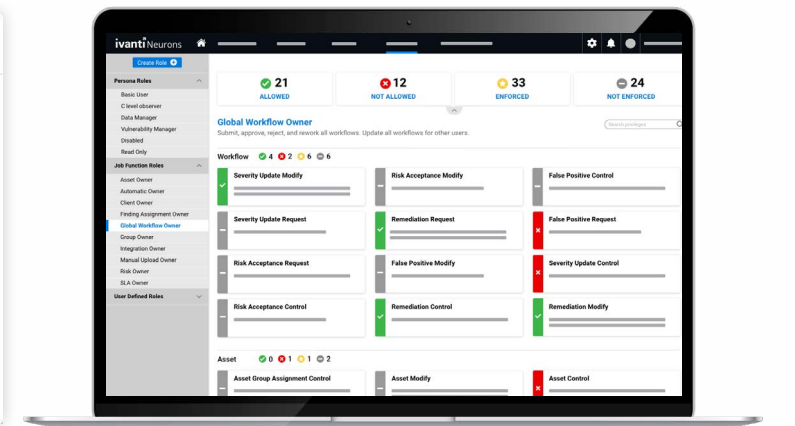 ivanti Neurons
Create Role
Persona Roles
Basic User
C level observer
Data Manager
Vulnerability Manager
Disabled
Read Only
Job Function Roles
Asset Owner
Automatic Owner
Client Owner
Finding Assignment Owner
Global Workflow Owner
Group Owner
Integration Owner
Manual Upload Owner
Risk Owner
SLA Owner
User Defined Roles
21 12 33 24
ALLOWED NOT ALLOWED ENFORCED NOT ENFORCED
Global Workflow Owner
Submit, approve, reject, and rework all workflows. Update all workflows for other users.
Search privileges
Workflow 4 2 6 6
Severity Update Modify Risk Acceptance Modify False Positive Control
Severity Update Request Remediation Request False Positive Request
Risk Acceptance Request False Positive Modify Severity Update Control
Risk Acceptance Control Remediation Control Remediation Modify
Asset 0 1 1 2
Asset Group Assignment Control Asset Modify Asset Control